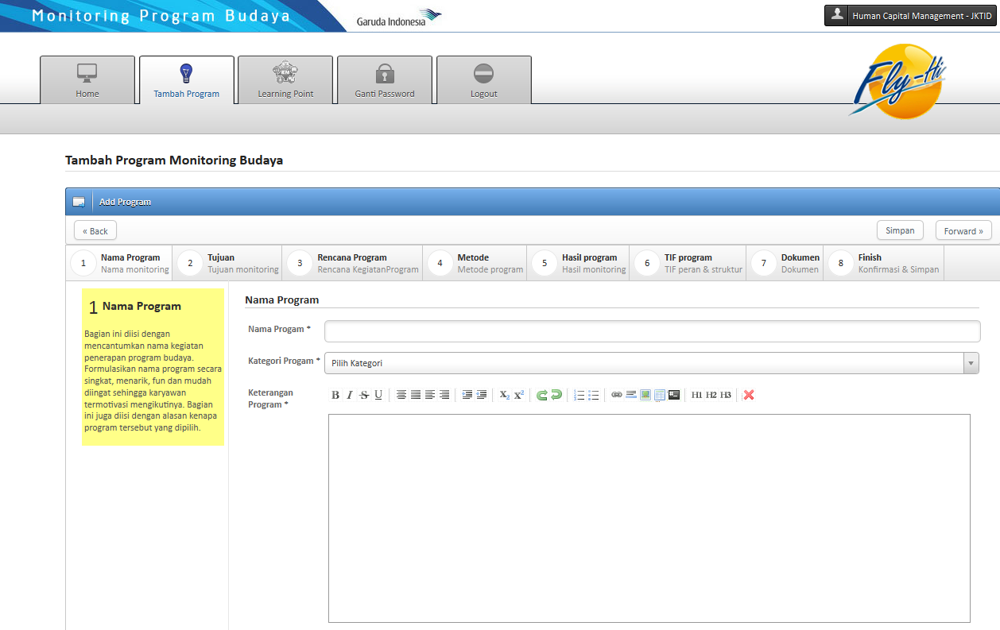 Monitoring Program Budaya
Garuda Indonesia
Human Capital Management - JKTID
Home
Tambah Program
KM
Learning Point
Ganti Password
Logout
Fly-Hi
Tambah Program Monitoring Budaya
Add Program
« Back
Simpan
Forward »
1 Nama Program
Nama monitoring
2 Tujuan
Tujuan monitoring
3 Rencana Program
Rencana KegiatanProgram
4 Metode
Metode program
5 Hasil program
Hasil monitoring
6 TIF program
TIF peran & struktur
7 Dokumen
Dokumen
8 Finish
Konfirmasi & Simpan
1 Nama Program
Bagian ini diisi dengan
mencantumkan nama kegiatan
penerapan program budaya.
Formulasikan nama program secara
singkat, menarik, fun dan mudah
diingat sehingga karyawan
termotivasi mengikutinya. Bagian
ini juga diisi dengan alasan kenapa
program tersebut yang dipilih.
Nama Program
Nama Progam *
Kategori Progam *
Pilih Kategori
Keterangan
Program *
B I S U X2 X2 H1 H2 H3